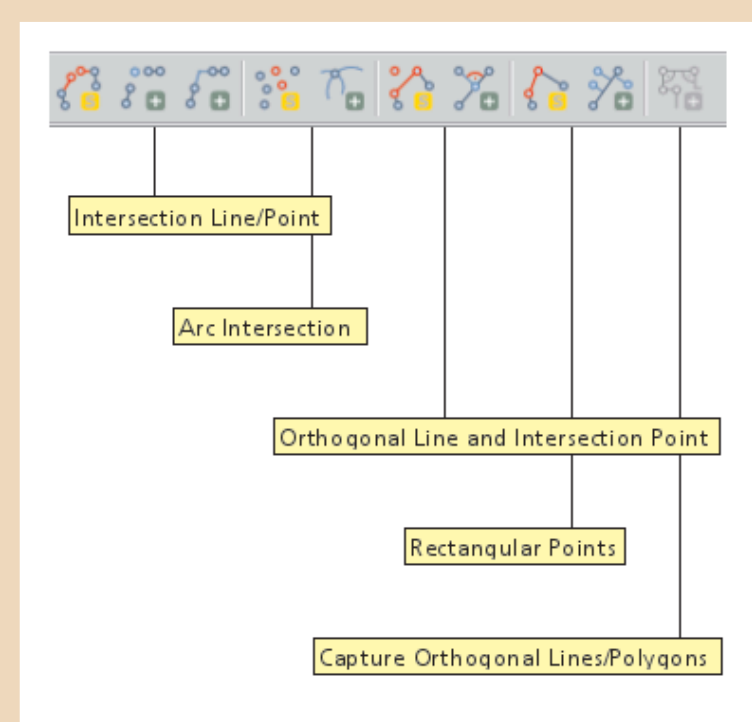 Intersection Line/Point
Arc Intersection
Orthogonal Line and Intersection Point
Rectangular Points
Capture Orthogonal Lines/Polygons